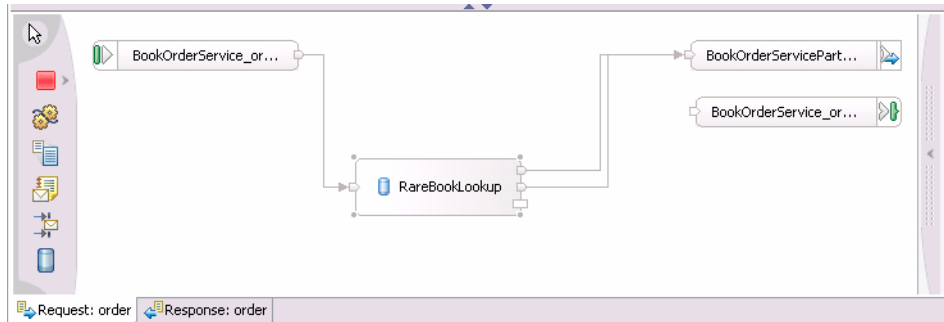 BookOrderService_or...
BookOrderServicePart...
BookOrderService_or...
RareBookLookup
Request: order
Response: order